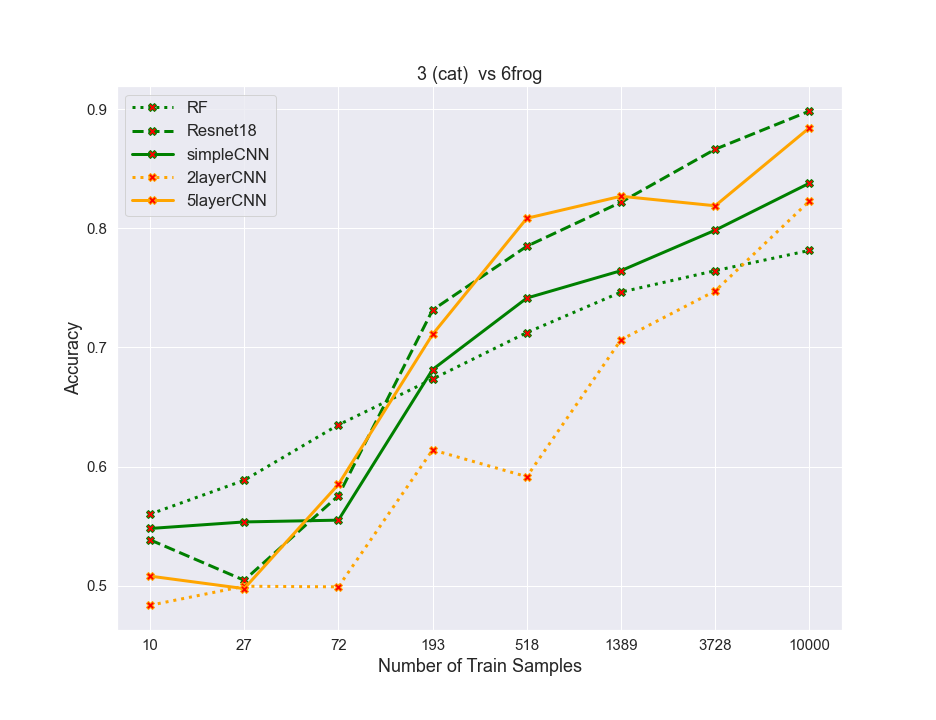 3 (cat)  vs 6frog
RF
Resnet18
simpleCNN
2layerCNN
5layerCNN
0.9
0.8
0.7
0.6
0.5
Accuracy
10 27 72 193 518 1389 3728 10000
Number of Train Samples